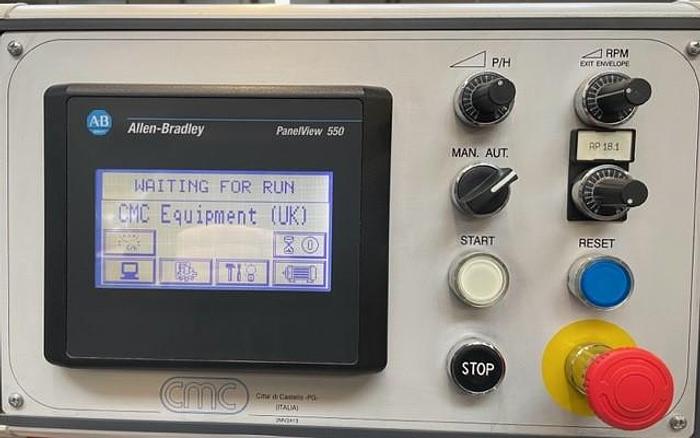 AB
Allen-Bradley
PanelView 550
WAITING FOR RUN
CMC Equipment (UK)
P/H
RPM
EXIT ENVELOPE
RP 18.1
MAN. AUT.
START
RESET
STOP
cmc
Citta' di Castello -PG-
(ITALIA)